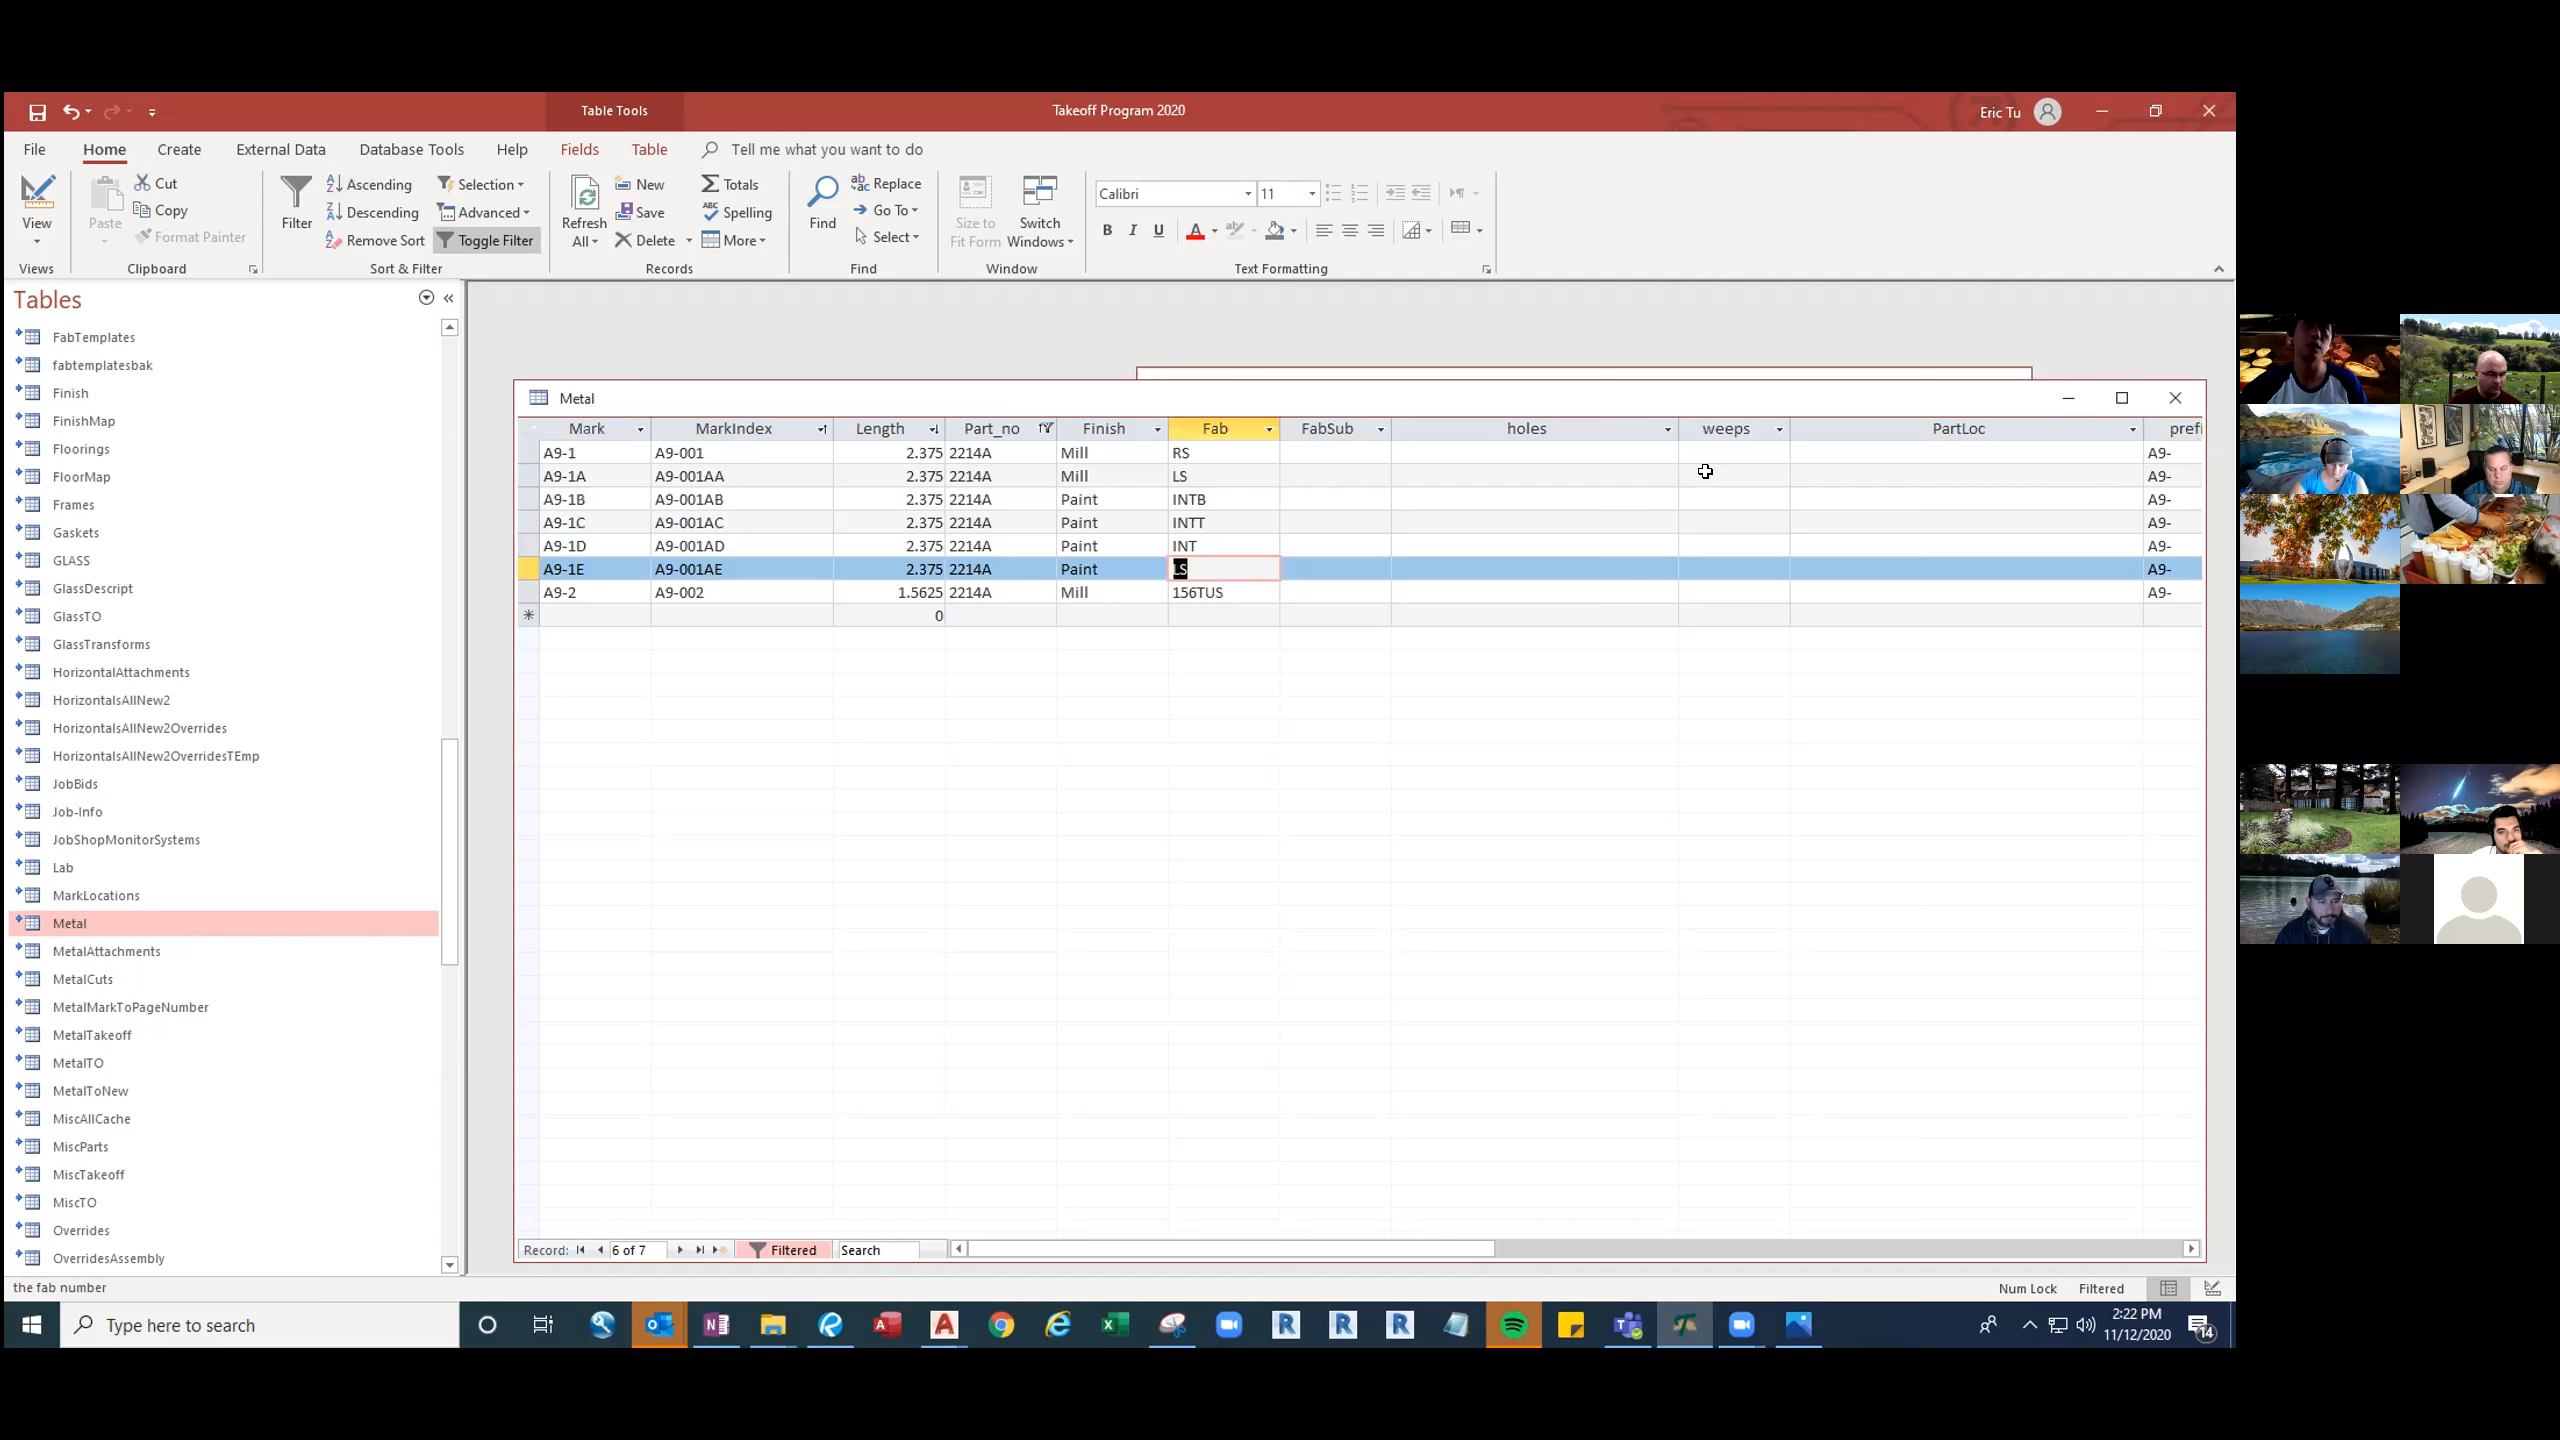 Table Tools
Takeoff Program 2020
Eric Tu
File Home Create External Data Database Tools Help Fields Table Tell me what you want to do
View
Views
Paste
Cut
Copy
Format Painter
Clipboard
Filter
Ascending
Descending
Remove Sort
Selection
Advanced
Toggle Filter
Sort & Filter
Refresh All
New
Save
Delete
Totals
Spelling
More
Records
Find
Replace
Go To
Select
Find
Size to Fit Form
Switch Windows
Window
Calibri 11
B I U A
Text Formatting
Tables
FabTemplates
fabtemplatesbak
Finish
FinishMap
Floorings
FloorMap
Frames
Gaskets
GLASS
GlassDescript
GlassTO
GlassTransforms
HorizontalAttachments
HorizontalsAllNew2
HorizontalsAllNew2Overrides
HorizontalsAllNew2OverridesTEmp
JobBids
Job-Info
JobShopMonitorSystems
Lab
MarkLocations
Metal
MetalAttachments
MetalCuts
MetalMarkToPageNumber
MetalTakeoff
MetalTO
MetalToNew
MiscAllCache
MiscParts
MiscTakeoff
MiscTO
Overrides
OverridesAssembly
Metal
Mark MarkIndex Length Part_no Finish Fab FabSub holes weeps PartLoc prefi
A9-1 A9-001 2.375 2214A Mill RS A9-
A9-1A A9-001AA 2.375 2214A Mill LS A9-
A9-1B A9-001AB 2.375 2214A Paint INTB A9-
A9-1C A9-001AC 2.375 2214A Paint INTT A9-
A9-1D A9-001AD 2.375 2214A Paint INT A9-
A9-1E A9-001AE 2.375 2214A Paint LS A9-
A9-2 A9-002 1.5625 2214A Mill 156TUS A9-
0
Record: 6 of 7 Filtered Search
the fab number
Num Lock Filtered
Type here to search
2:22 PM
11/12/2020
14